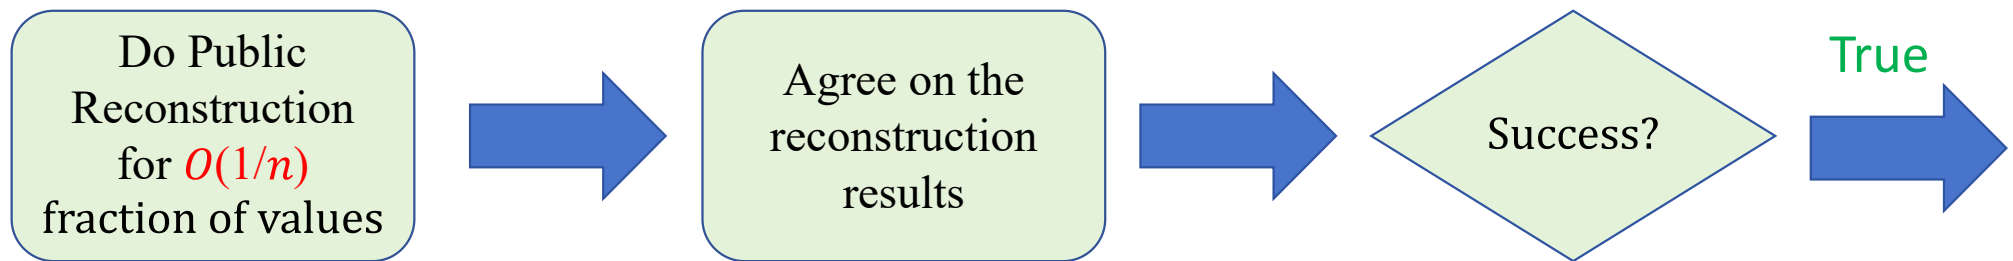 Do Public
Reconstruction
for O(1/n)
fraction of values
Agree on the
reconstruction
results
Success?
True